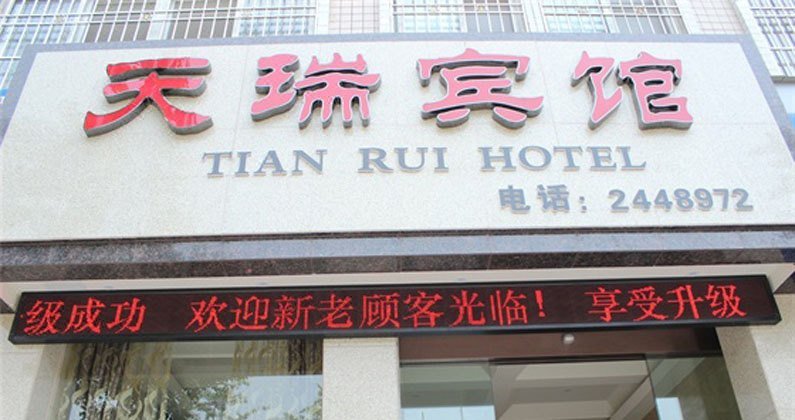 天瑞宾馆
TIAN RUI HOTEL
电话：2448972
级成功 欢迎新老顾客光临！ 享受升级